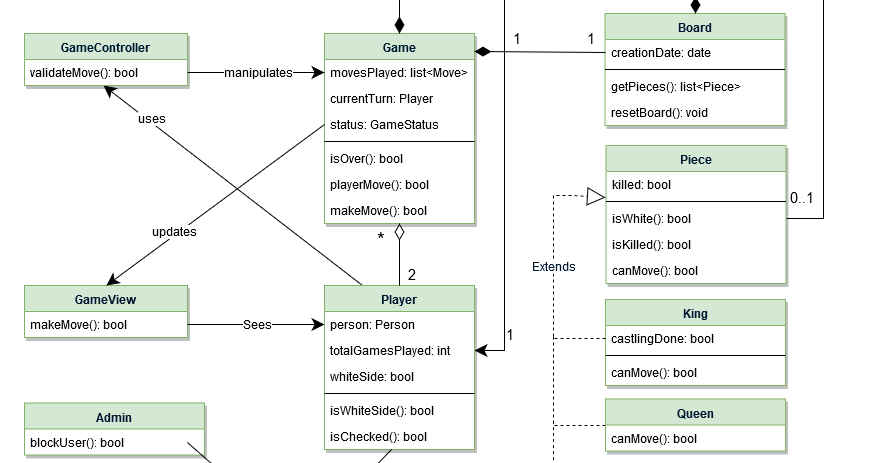 GameController
validateMove(): bool
manipulates
uses
Game
movesPlayed: list<Move>
currentTurn: Player
status: GameStatus
isOver(): bool
playerMove(): bool
makeMove(): bool
1
1
Board
creationDate: date
getPieces(): list<Piece>
resetBoard(): void
Piece
killed: bool
isWhite(): bool
isKilled(): bool
canMove(): bool
0..1
updates
*
2
Extends
GameView
makeMove(): bool
Sees
Player
person: Person
totalGamesPlayed: int
whiteSide: bool
isWhiteSide(): bool
isChecked(): bool
1
King
castlingDone: bool
canMove(): bool
Queen
canMove(): bool
Admin
blockUser(): bool